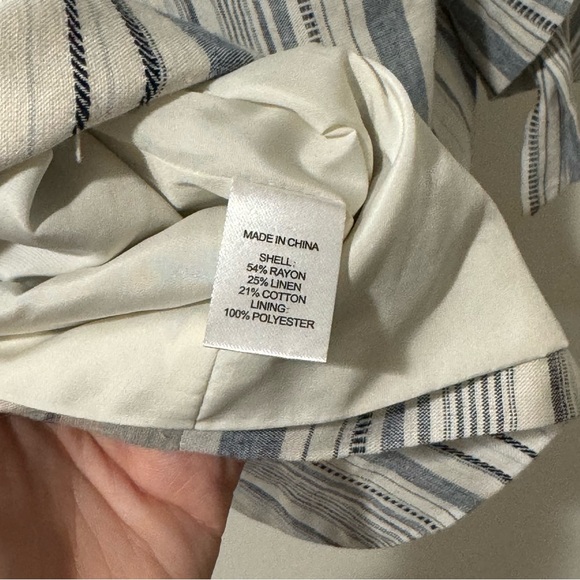 MADE IN CHINA
SHELL:
54% RAYON
25% LINEN
21% COTTON
LINING:
100% POLYESTER